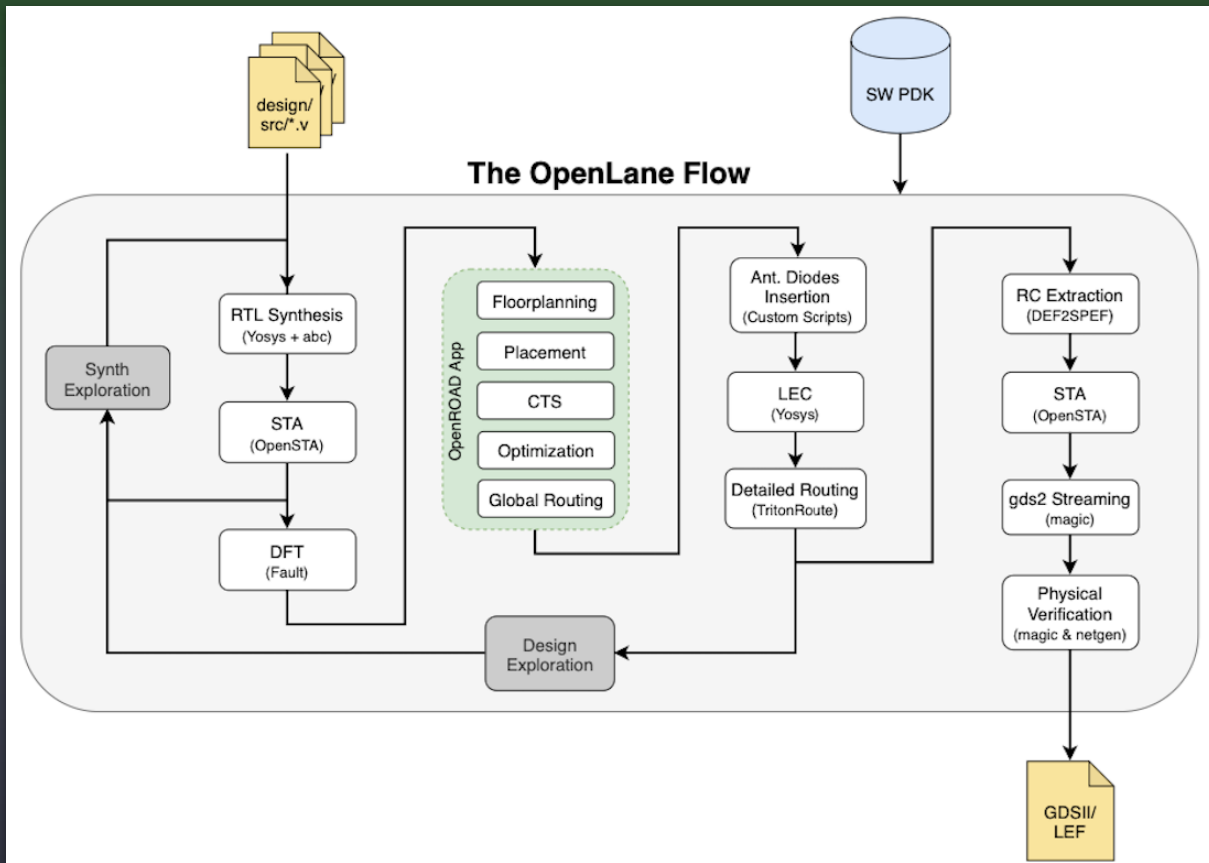 design/
src/*.v
SW PDK
The OpenLane Flow
RTL Synthesis
(Yosys + abc)
Synth
Exploration
STA
(OpenSTA)
DFT
(Fault)
OpenROAD App
Floorplanning
Placement
CTS
Optimization
Global Routing
Ant. Diodes
Insertion
(Custom Scripts)
LEC
(Yosys)
Detailed Routing
(TritonRoute)
Design
Exploration
RC Extraction
(DEF2SPEF)
STA
(OpenSTA)
gds2 Streaming
(magic)
Physical
Verification
(magic & netgen)
GDSII/
LEF